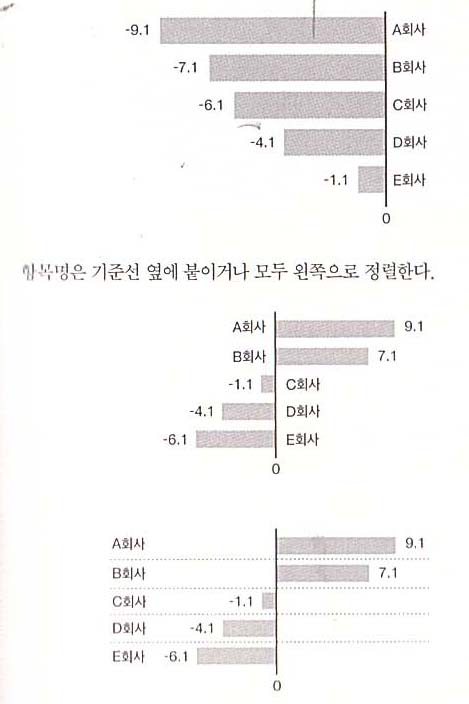 -9.1 A회사
-7.1 B회사
-6.1 C회사
-4.1 D회사
-1.1 E회사
0
항목명은 기준선 옆에 붙이거나 모두 왼쪽으로 정렬한다.
A회사 9.1
B회사 7.1
-1.1 C회사
-4.1 D회사
-6.1 E회사
0
A회사 9.1
B회사 7.1
C회사 -1.1
D회사 -4.1
E회사 -6.1
0